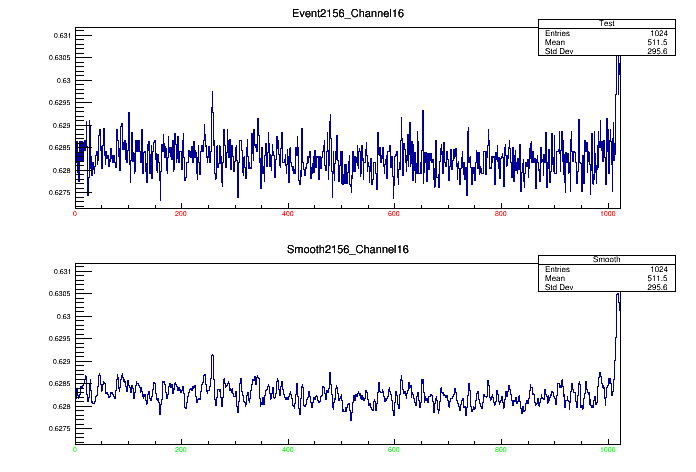 Event2156_Channel16
Test
Entries 1024
Mean 511.5
Std Dev 295.6
0.631
0.6305
0.63
0.6295
0.629
0.6285
0.628
0.6275
0 200 400 600 800 1000
Smooth2156_Channel16
Smooth
Entries 1024
Mean 511.5
Std Dev 295.6
0.631
0.6305
0.63
0.6295
0.629
0.6285
0.628
0.6275
0 200 400 600 800 1000